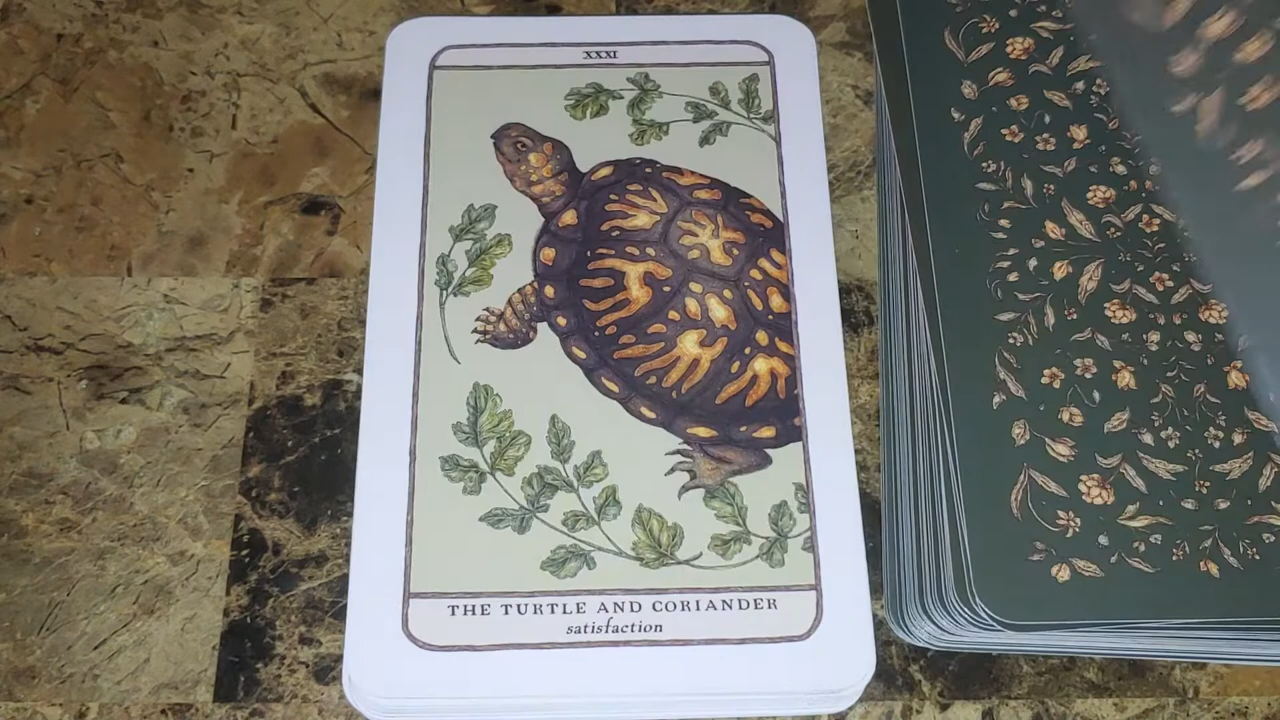 XXXI
THE TURTLE AND CORIANDER
satisfaction